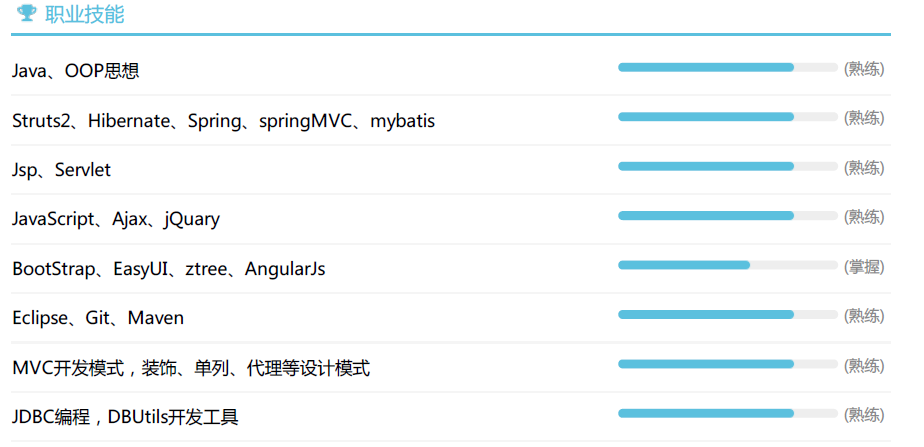 职业技能
Java、OOP思想 (熟练)
Struts2、Hibernate、Spring、springMVC、mybatis (熟练)
Jsp、Servlet (熟练)
JavaScript、Ajax、jQuary (熟练)
BootStrap、EasyUI、ztree、AngularJs (掌握)
Eclipse、Git、Maven (熟练)
MVC开发模式，装饰、单列、代理等设计模式 (熟练)
JDBC编程，DBUtils开发工具 (熟练)